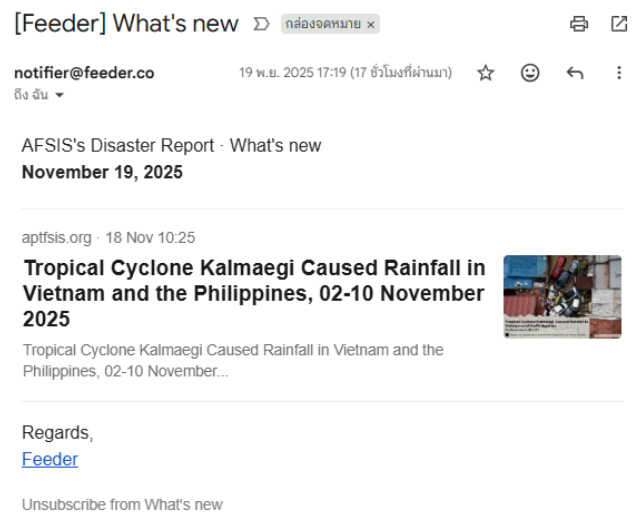 [Feeder] What's new กล่องจดหมาย ×
notifier@feeder.co 19 พ.ย. 2025 17:19 (17 ชั่วโมงที่ผ่านมา)
ถึง ฉัน
AFSIS's Disaster Report · What's new
November 19, 2025
aptfsis.org · 18 Nov 10:25
Tropical Cyclone Kalmaegi Caused Rainfall in
Vietnam and the Philippines, 02-10 November
2025
Tropical Cyclone Kalmaegi Caused Rainfall in Vietnam and the
Philippines, 02-10 November...
Regards,
Feeder
Unsubscribe from What's new